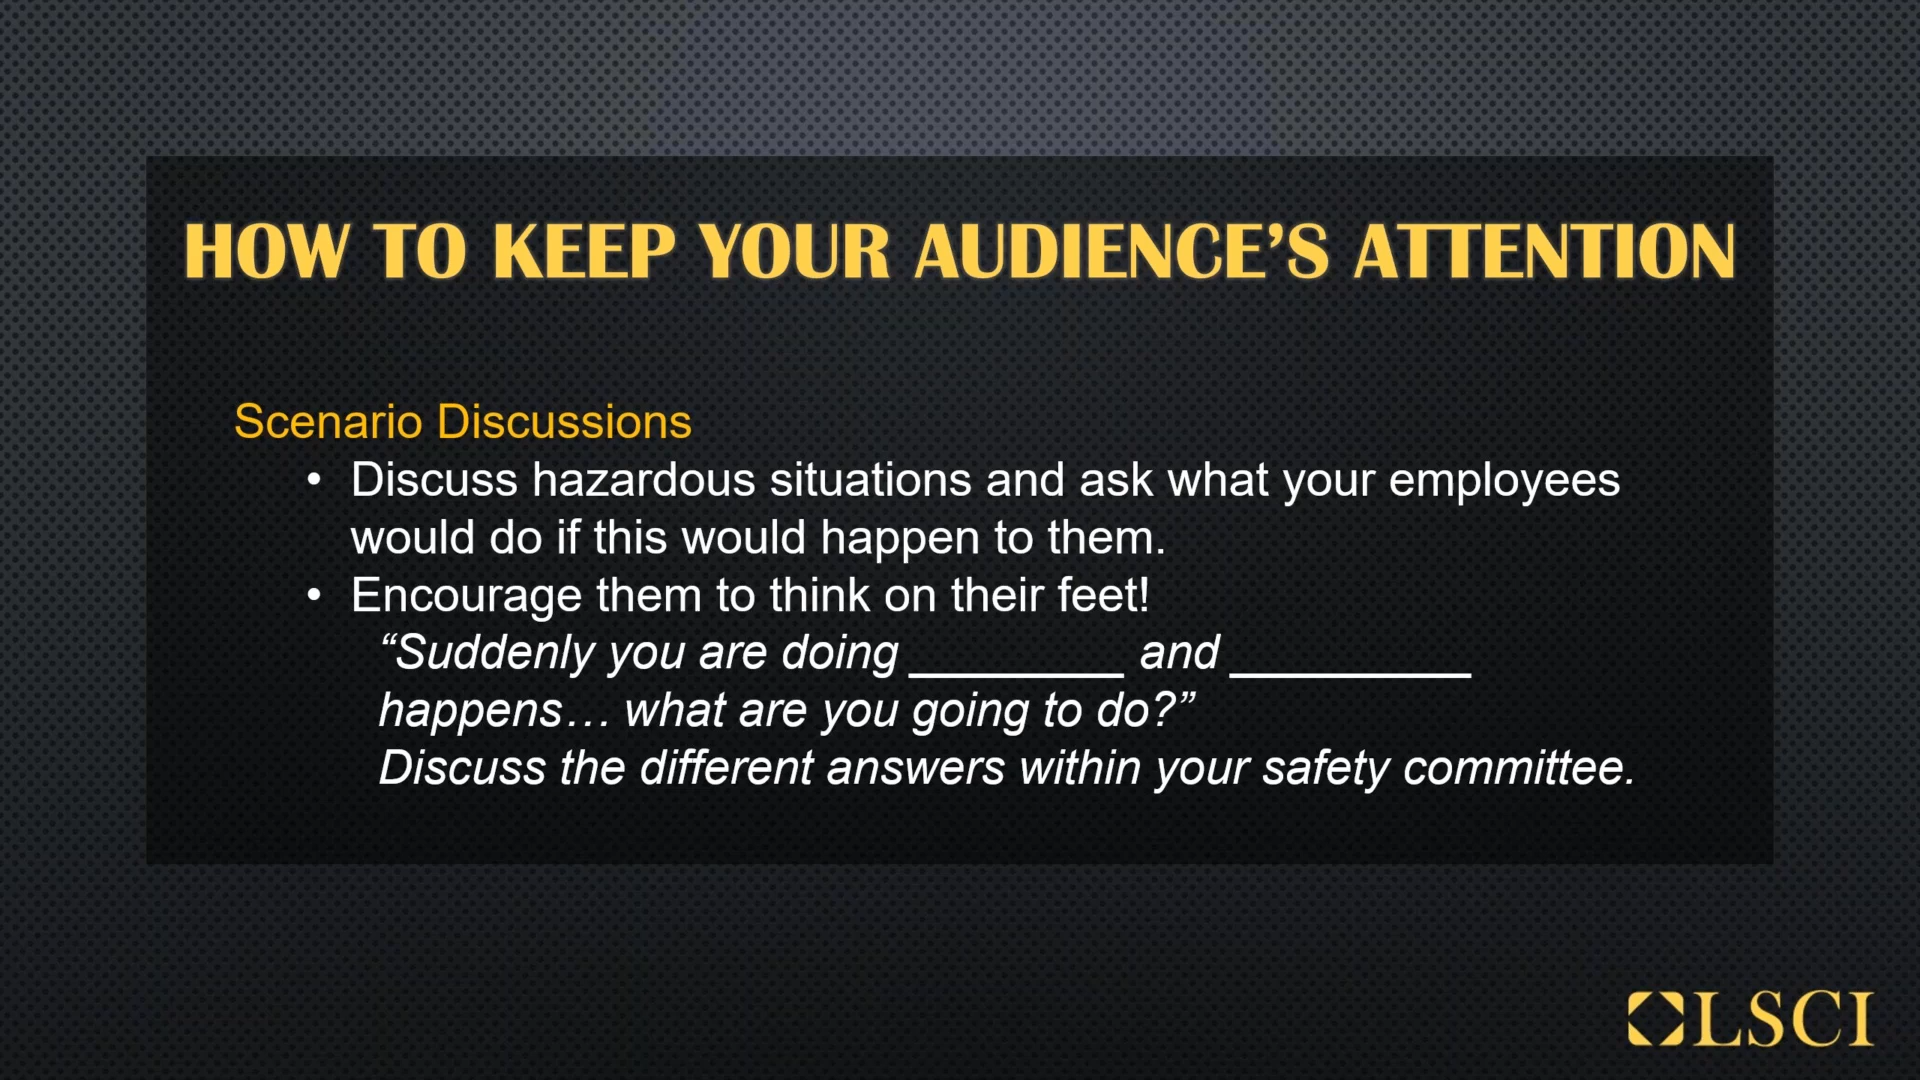 HOW TO KEEP YOUR AUDIENCE’S ATTENTION
Scenario Discussions
• Discuss hazardous situations and ask what your employees
would do if this would happen to them.
• Encourage them to think on their feet!
“Suddenly you are doing ________ and _________
happens… what are you going to do?”
Discuss the different answers within your safety committee.
LSCI